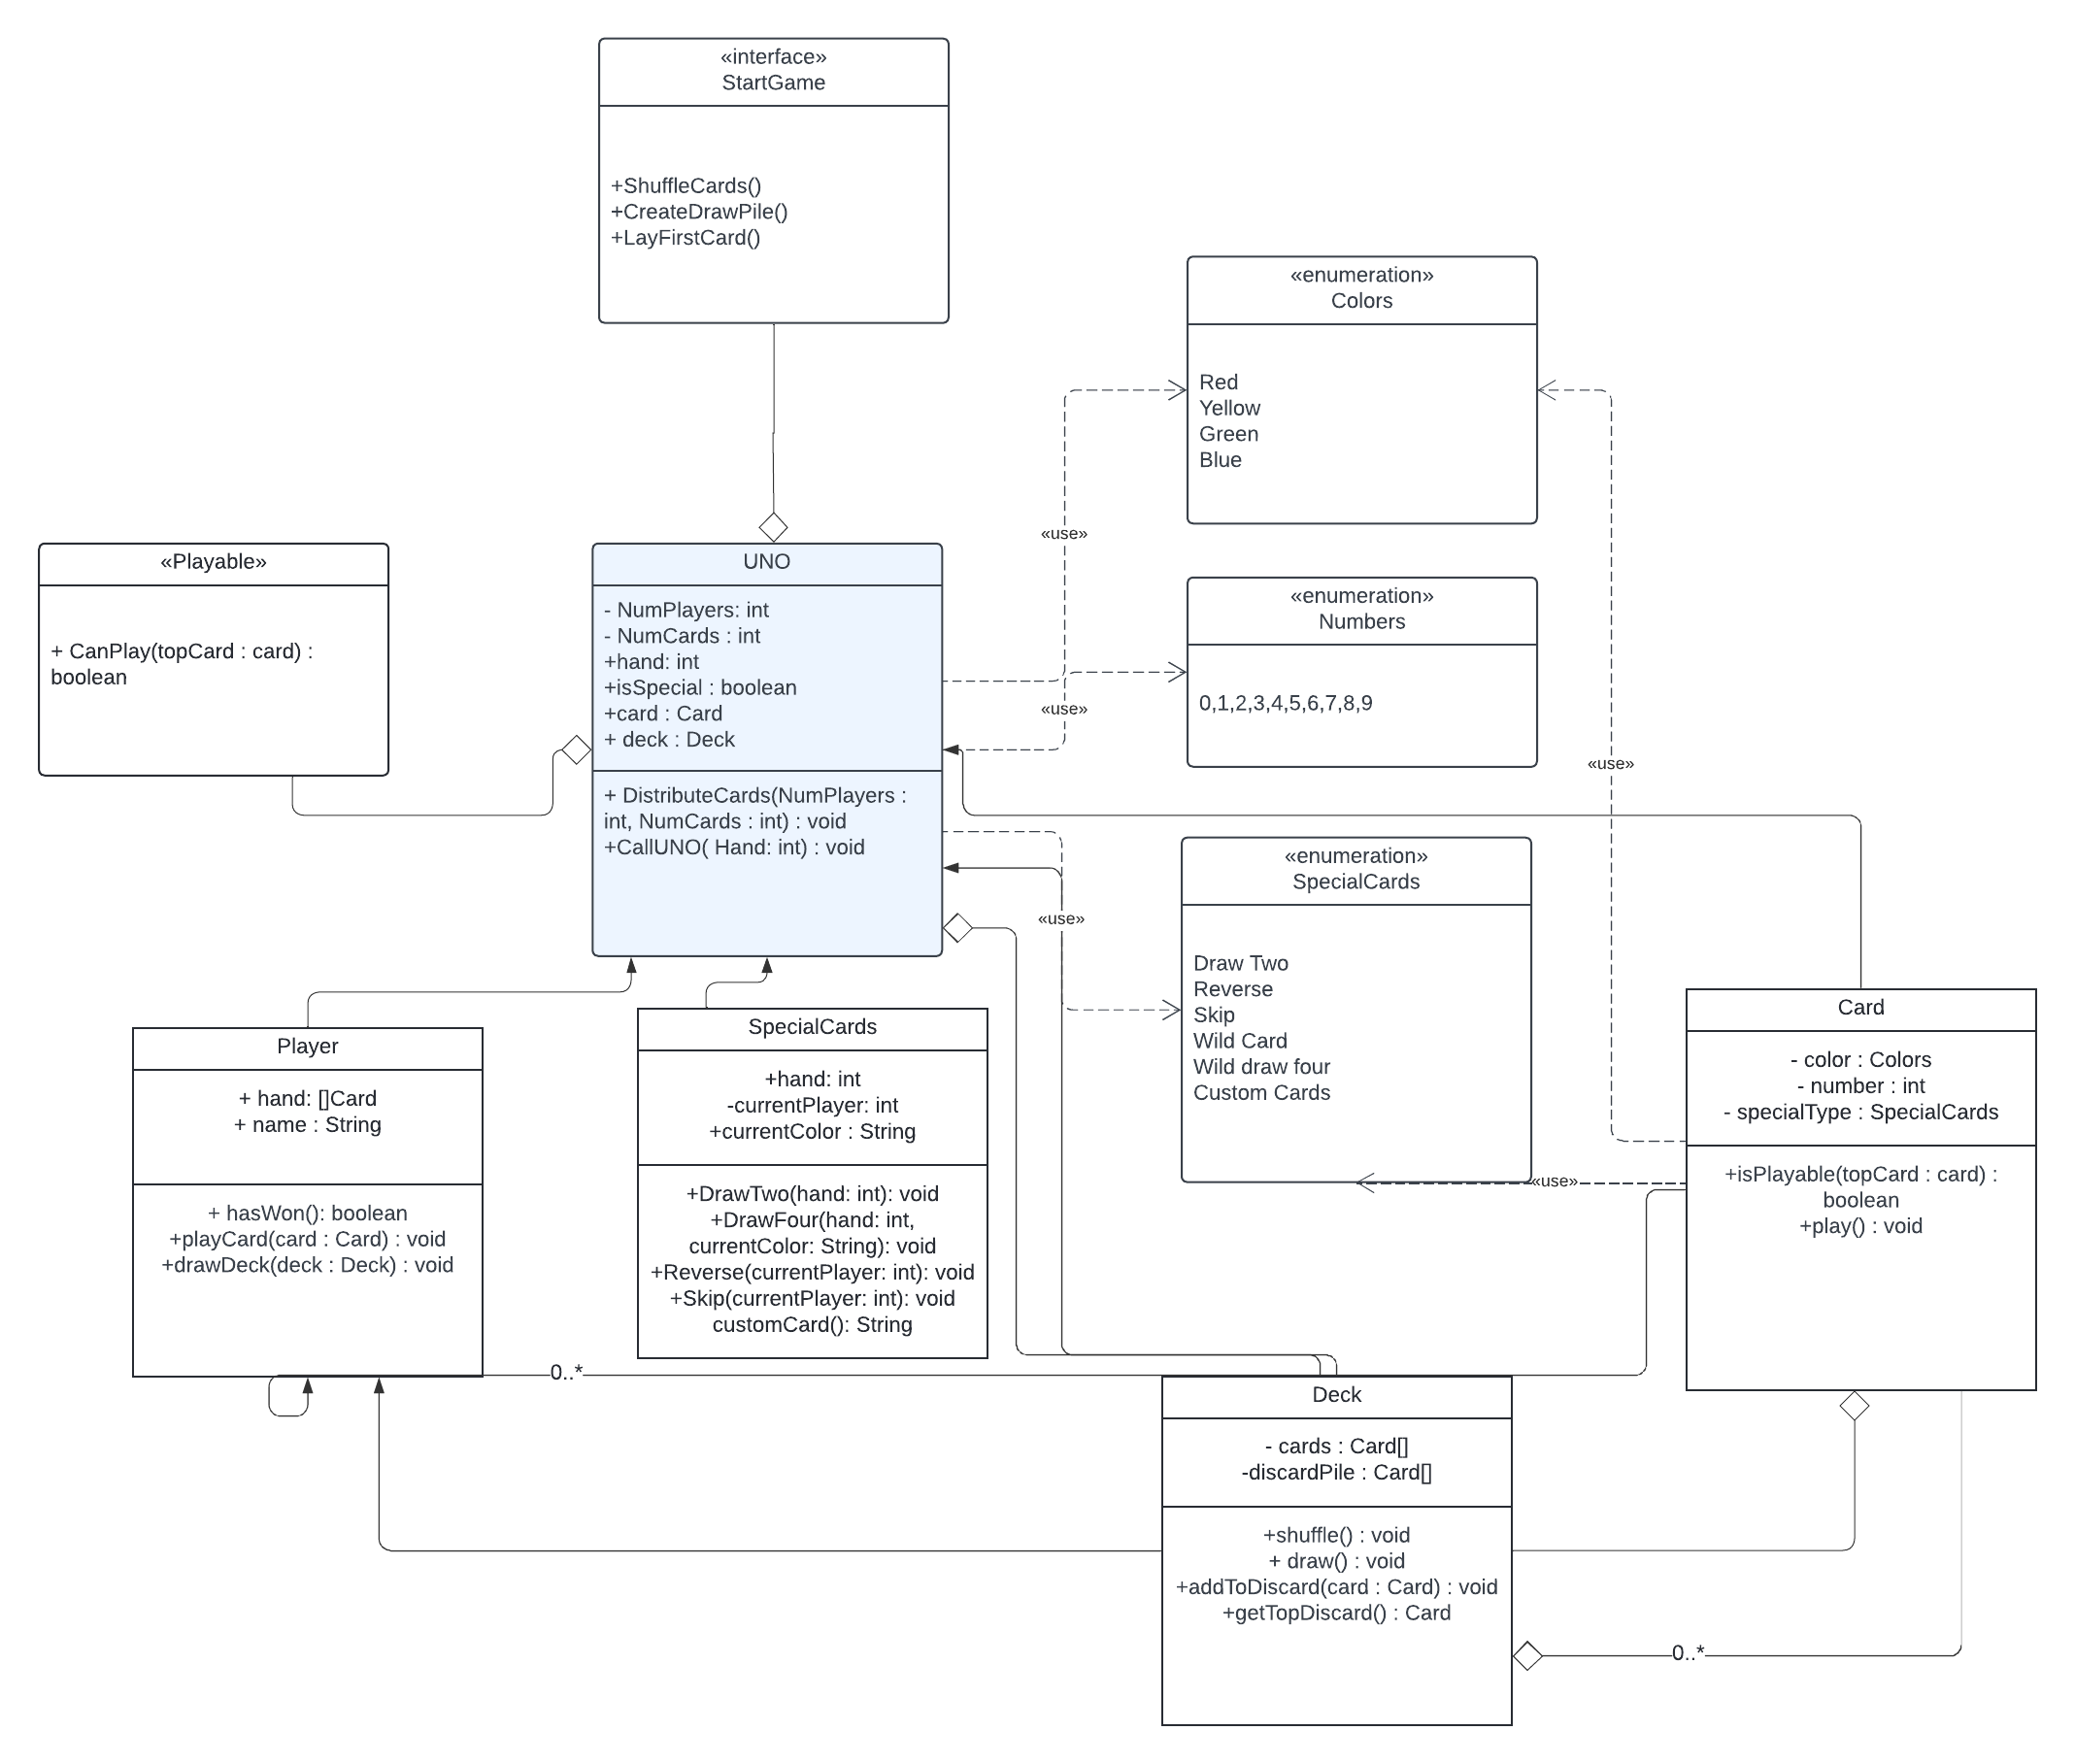 «interface»
StartGame
+ShuffleCards()
+CreateDrawPile()
+LayFirstCard()
«enumeration»
Colors
Red
Yellow
Green
Blue
«use»
«Playable»
+ CanPlay(topCard : card) :
boolean
UNO
- NumPlayers: int
- NumCards : int
+hand: int
+isSpecial : boolean
+card : Card
+ deck : Deck
+ DistributeCards(NumPlayers :
int, NumCards : int) : void
+CallUNO( Hand: int) : void
«enumeration»
Numbers
0,1,2,3,4,5,6,7,8,9
«use»
«use»
«enumeration»
SpecialCards
Draw Two
Reverse
Skip
Wild Card
Wild draw four
Custom Cards
«use»
«use»
Player
+ hand: []Card
+ name : String
+ hasWon(): boolean
+playCard(card : Card) : void
+drawDeck(deck : Deck) : void
SpecialCards
+hand: int
-currentPlayer: int
+currentColor : String
+DrawTwo(hand: int): void
+DrawFour(hand: int,
currentColor: String): void
+Reverse(currentPlayer: int): void
+Skip(currentPlayer: int): void
customCard(): String
Card
- color : Colors
- number : int
- specialType : SpecialCards
+isPlayable(topCard : card) :
boolean
+play() : void
0..*
Deck
- cards : Card[]
-discardPile : Card[]
+shuffle() : void
+ draw() : void
+addToDiscard(card : Card) : void
+getTopDiscard() : Card
0..*